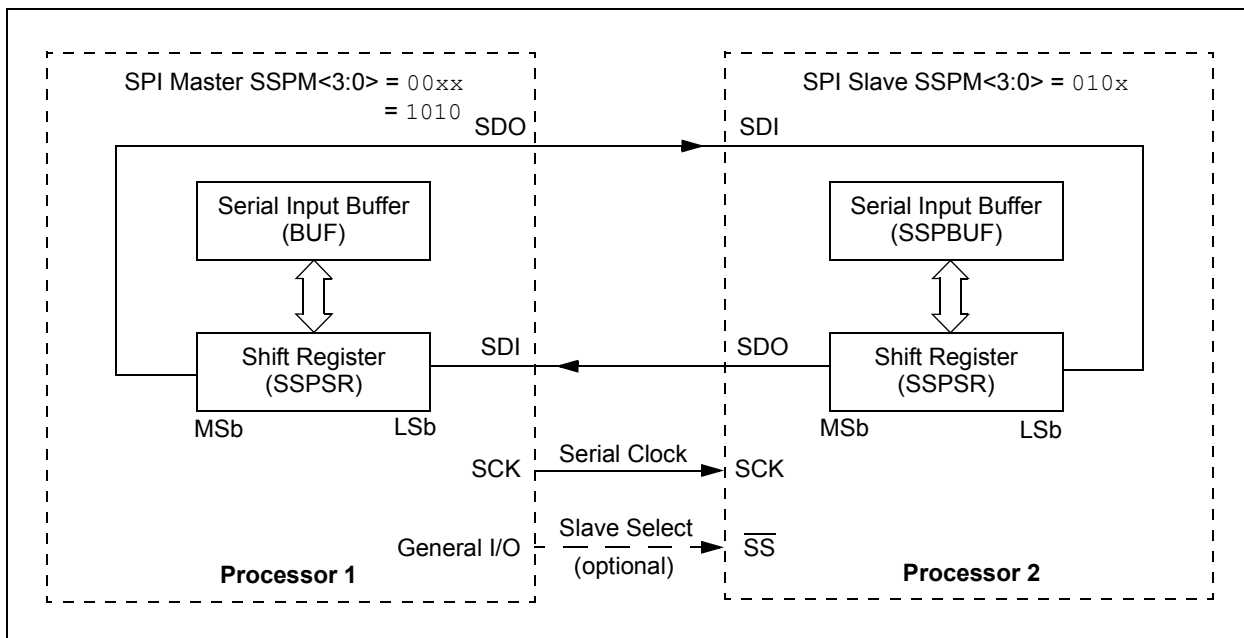 SPI Master SSPM<3:0> = 00xx
= 1010
SDO
Serial Input Buffer
(BUF)
SDI
Shift Register
(SSPSR)
MSb
LSb
SCK
General I/O
Processor 1
Serial Clock
Slave Select
(optional)
SPI Slave SSPM<3:0> = 010x
SDI
Serial Input Buffer
(SSPBUF)
SDO
Shift Register
(SSPSR)
MSb
LSb
SCK
SS
Processor 2